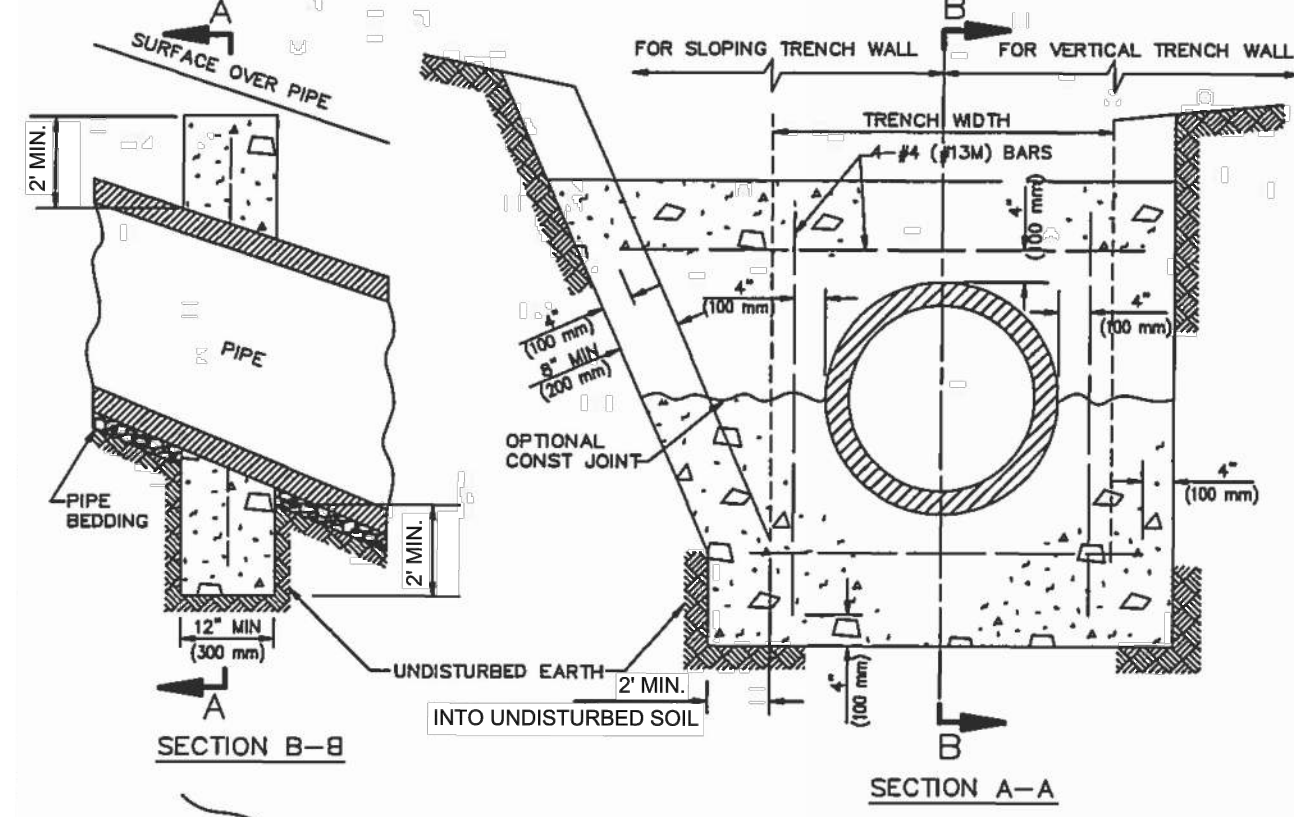 A
SURFACE OVER PIPE
2' MIN.
PIPE
PIPE
BEDDING
2' MIN.
12" MIN
(300 mm)
A
SECTION B-B
UNDISTURBED EARTH
2' MIN.
INTO UNDISTURBED SOIL
B
FOR SLOPING TRENCH WALL
FOR VERTICAL TRENCH WALL
TRENCH WIDTH
4-#4 (#13M) BARS
4"
(100 mm)
4"
(100 mm)
4"
(100 mm)
4"
(100 mm)
8" MIN
(200 mm)
OPTIONAL
CONST JOINT
4"
(100 mm)
4"
(100 mm)
B
SECTION A-A